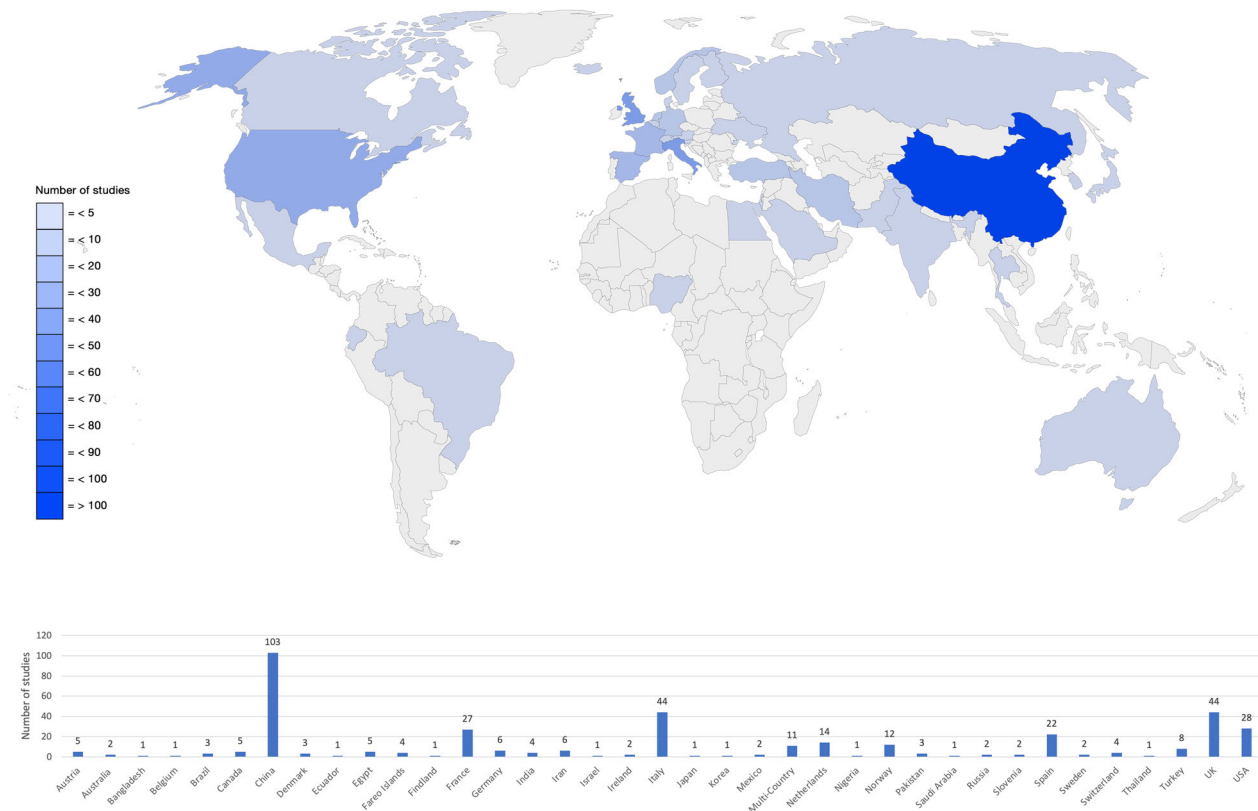 Number of studies
= < 5
= < 10
= < 20
= < 30
= < 40
= < 50
= < 60
= < 70
= < 80
= < 90
= < 100
= > 100
120
100
80
60
40
20
0
Number of studies
5 2 1 1 3 5 103 3 1 5 4 1 27 6 4 6 1 2 44 1 1 2 11 14 1 12 3 1 2 2 22 2 4 1 8 44 28
Austria Australia Bangladesh Belgium Brazil Canada China Denmark Ecuador Egypt Fareo Islands Findland France Germany India Iran Israel Ireland Italy Japan Korea Mexico Multi-Country Netherlands Nigeria Norway Pakistan Saudi Arabia Russia Slovenia Spain Sweden Switzerland Thailand Turkey UK USA